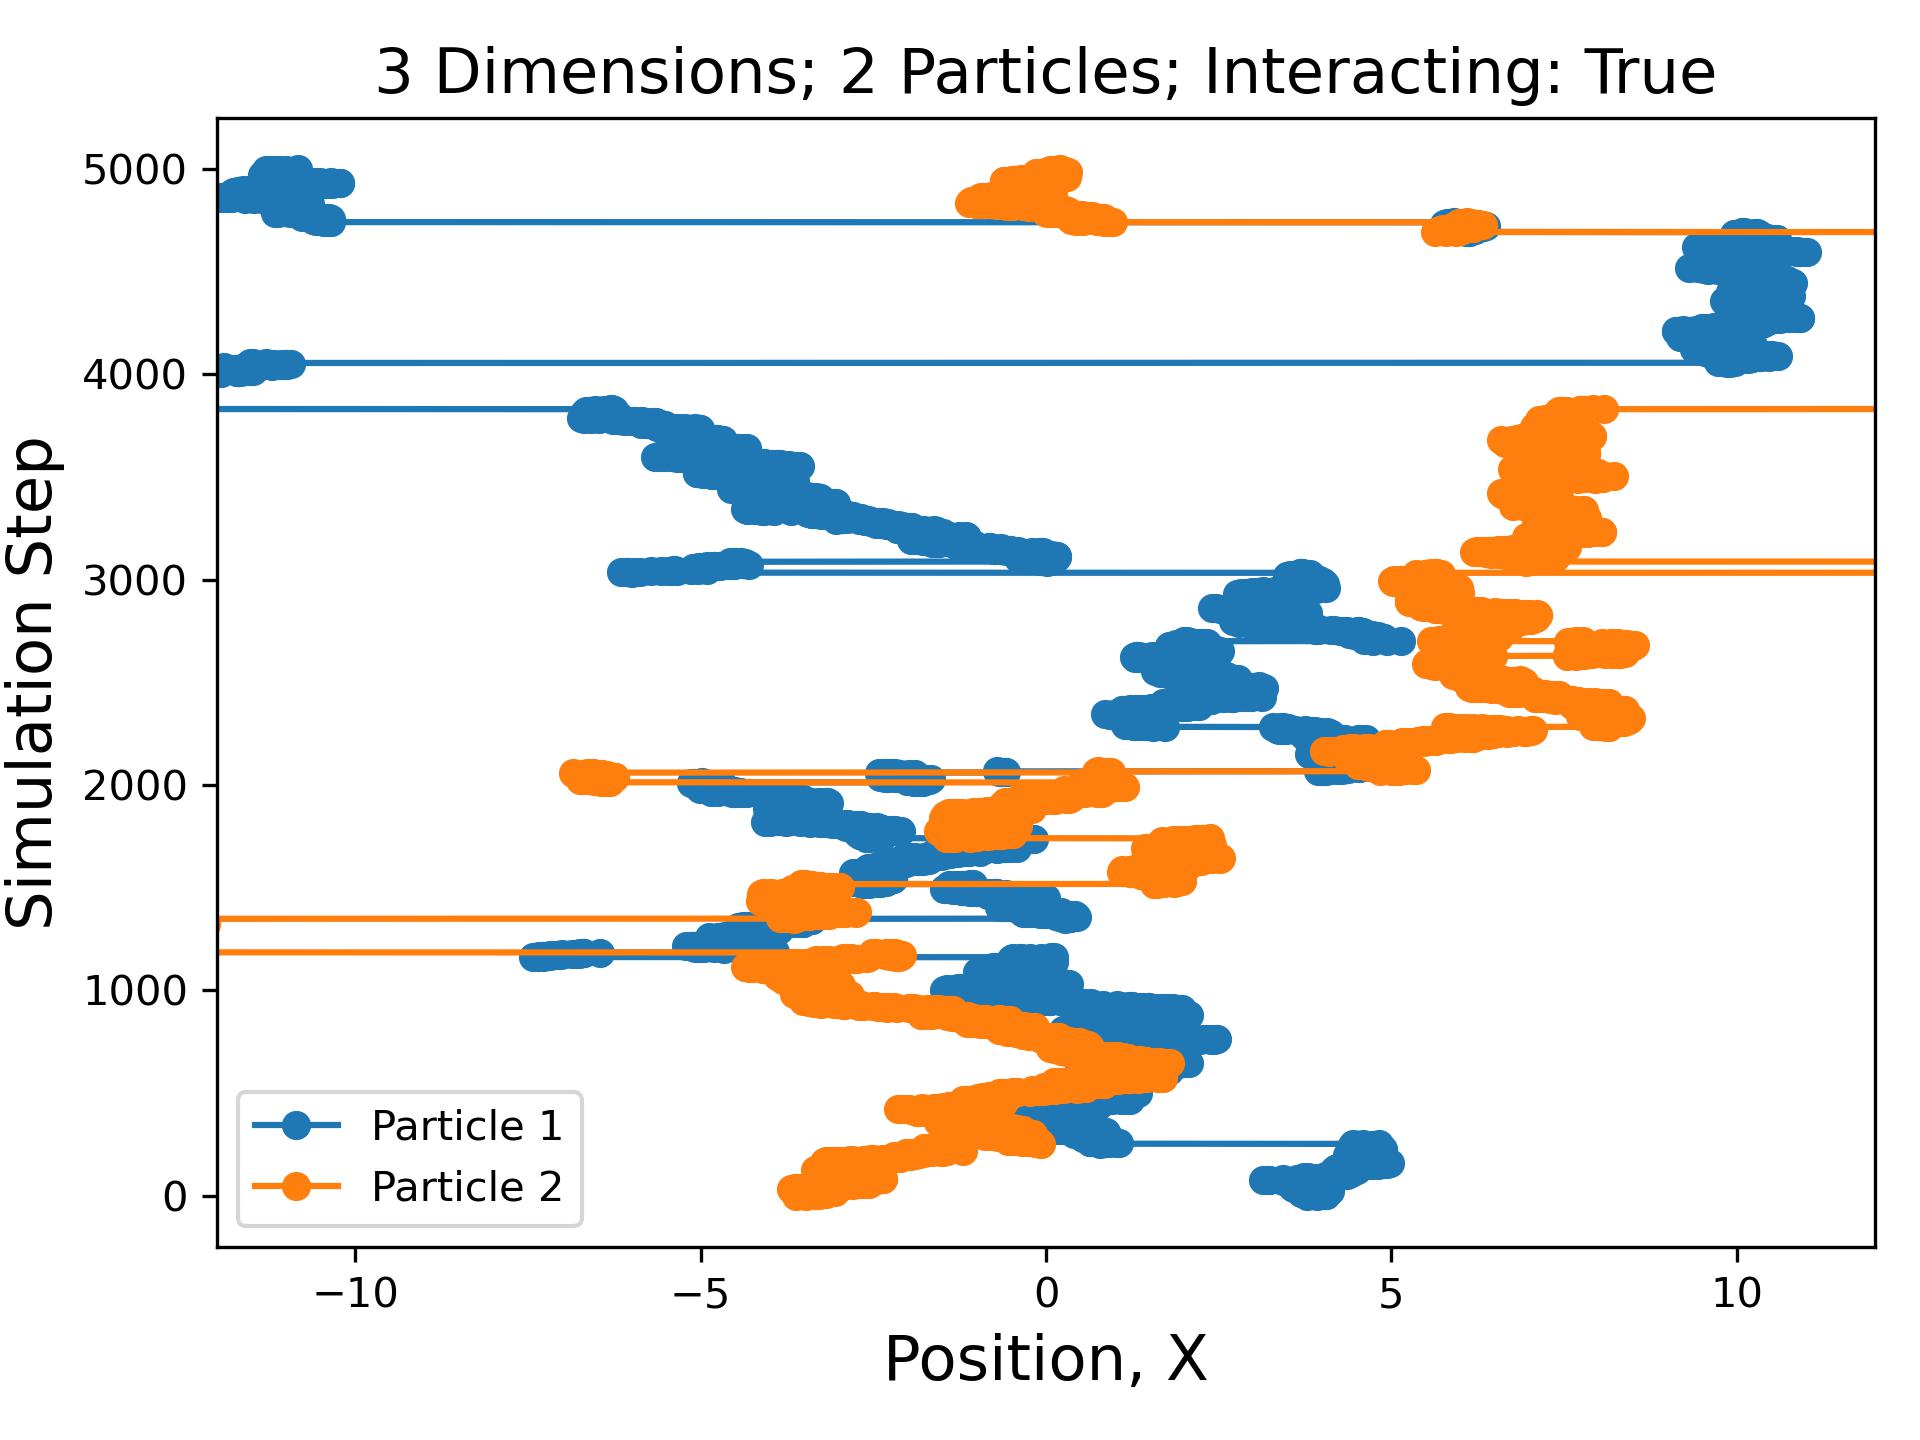 3 Dimensions; 2 Particles; Interacting: True
Simulation Step
5000
4000
3000
2000
1000
0
Particle 1
Particle 2
−10
−5
0
5
10
Position, X